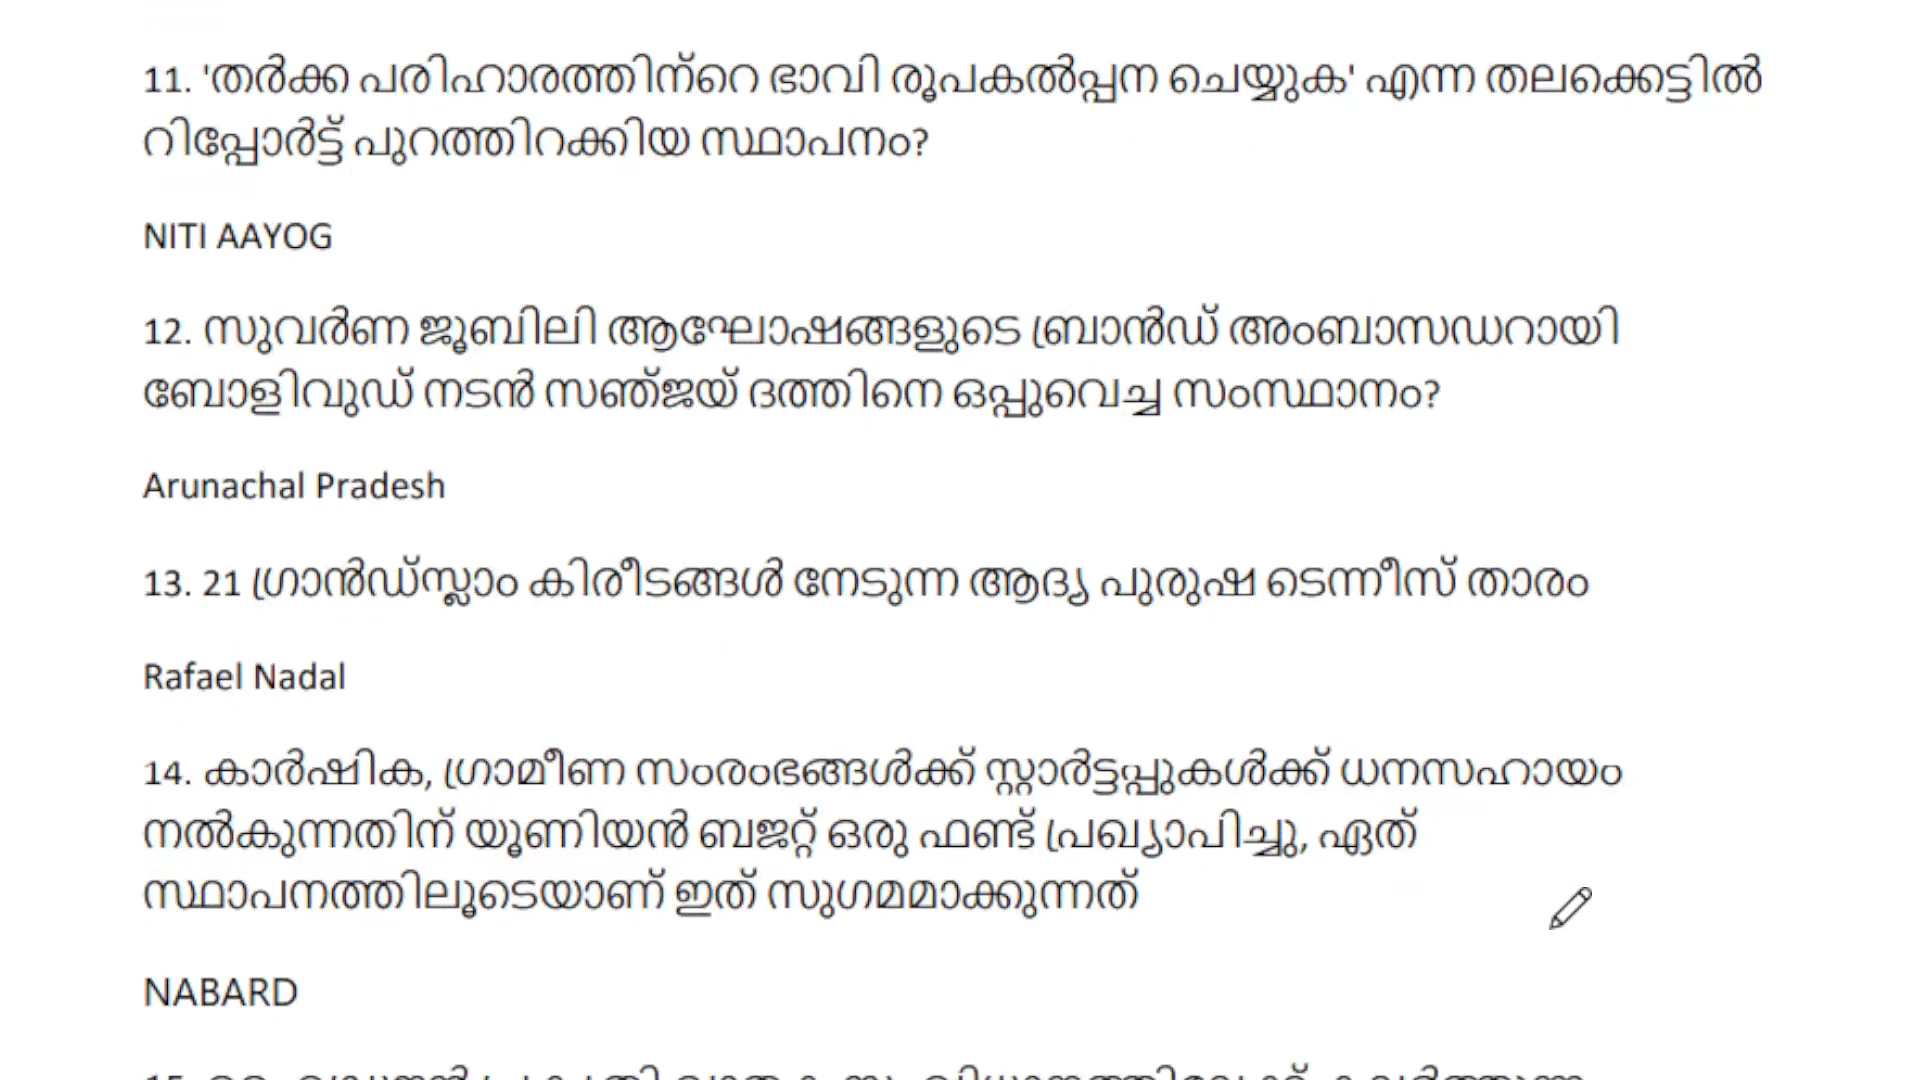 11. 'തർക്ക പരിഹാരത്തിന്റെ ഭാവി രൂപകൽപ്പന ചെയ്യുക' എന്ന തലക്കെട്ടിൽ
റിപ്പോർട്ട് പുറത്തിറക്കിയ സ്ഥാപനം?
NITI AAYOG
12. സുവർണ ജൂബിലി ആഘോഷങ്ങളുടെ ബ്രാൻഡ് അംബാസഡറായി
ബോളിവുഡ് നടൻ സഞ്ജയ് ദത്തിനെ ഒപ്പുവെച്ച സംസ്ഥാനം?
Arunachal Pradesh
13. 21 ഗ്രാൻഡ്സ്ലാം കിരീടങ്ങൾ നേടുന്ന ആദ്യ പുരുഷ ടെന്നീസ് താരം
Rafael Nadal
14. കാർഷിക, ഗ്രാമീണ സംരംഭങ്ങൾക്ക് സ്റ്റാർട്ടപ്പുകൾക്ക് ധനസഹായം
നൽകുന്നതിന് യൂണിയൻ ബജറ്റ് ഒരു ഫണ്ട് പ്രഖ്യാപിച്ചു, ഏത്
സ്ഥാപനത്തിലൂടെയാണ് ഇത് സുഗമമാക്കുന്നത്
NABARD